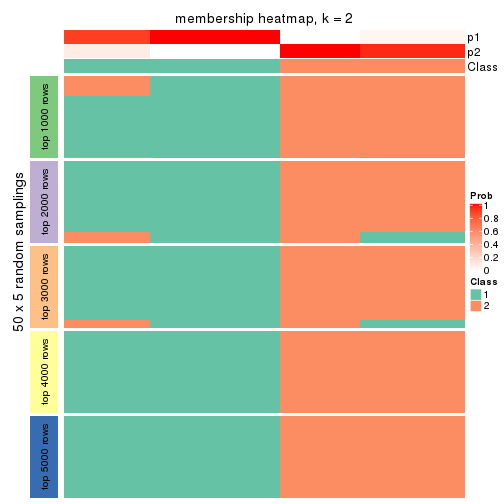 membership heatmap, k = 2
p1
p2
Class
50 x 5 random samplings
top 1000 rows
top 2000 rows
top 3000 rows
top 4000 rows
top 5000 rows
Prob
1
0.8
0.6
0.4
0.2
0
Class
1
2